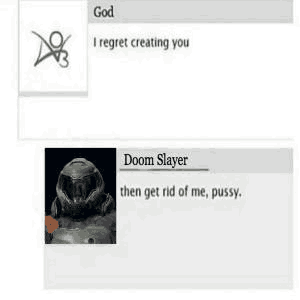 God
I regret creating you
Doom Slayer
then get rid of me, pussy.